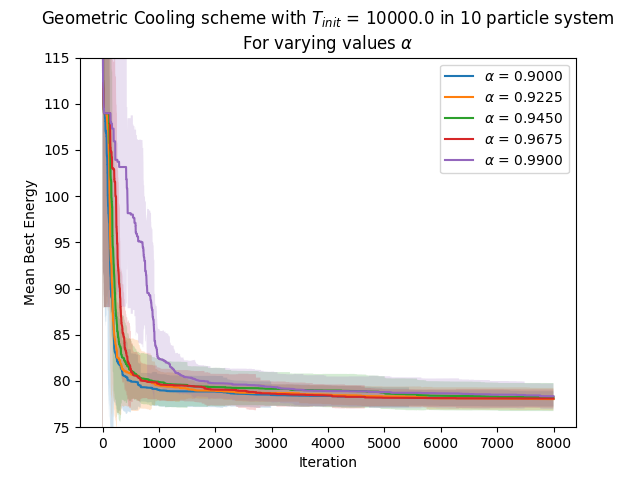 Geometric Cooling scheme with T_init = 10000.0 in 10 particle system
For varying values α
115
110
105
100
95
90
85
80
75
Mean Best Energy
α = 0.9000
α = 0.9225
α = 0.9450
α = 0.9675
α = 0.9900
0 1000 2000 3000 4000 5000 6000 7000 8000
Iteration